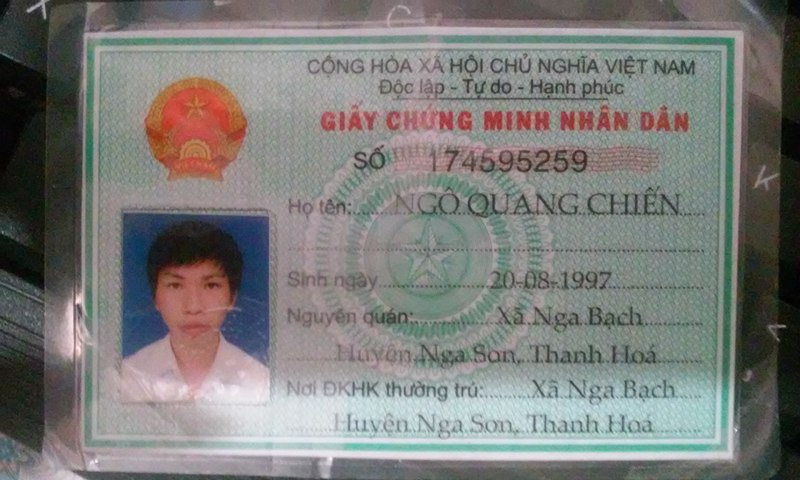 CỘNG HÒA XÃ HỘI CHỦ NGHĨA VIỆT NAM
Độc lập - Tự do - Hạnh phúc
GIẤY CHỨNG MINH NHÂN DÂN
SỐ 174595259
Họ tên: NGÔ QUANG CHIẾN
Sinh ngày 20-08-1997
Nguyên quán: Xã Nga Bạch
Huyện Nga Sơn, Thanh Hoá
Nơi ĐKHK thường trú: Xã Nga Bạch
Huyện Nga Sơn, Thanh Hoá